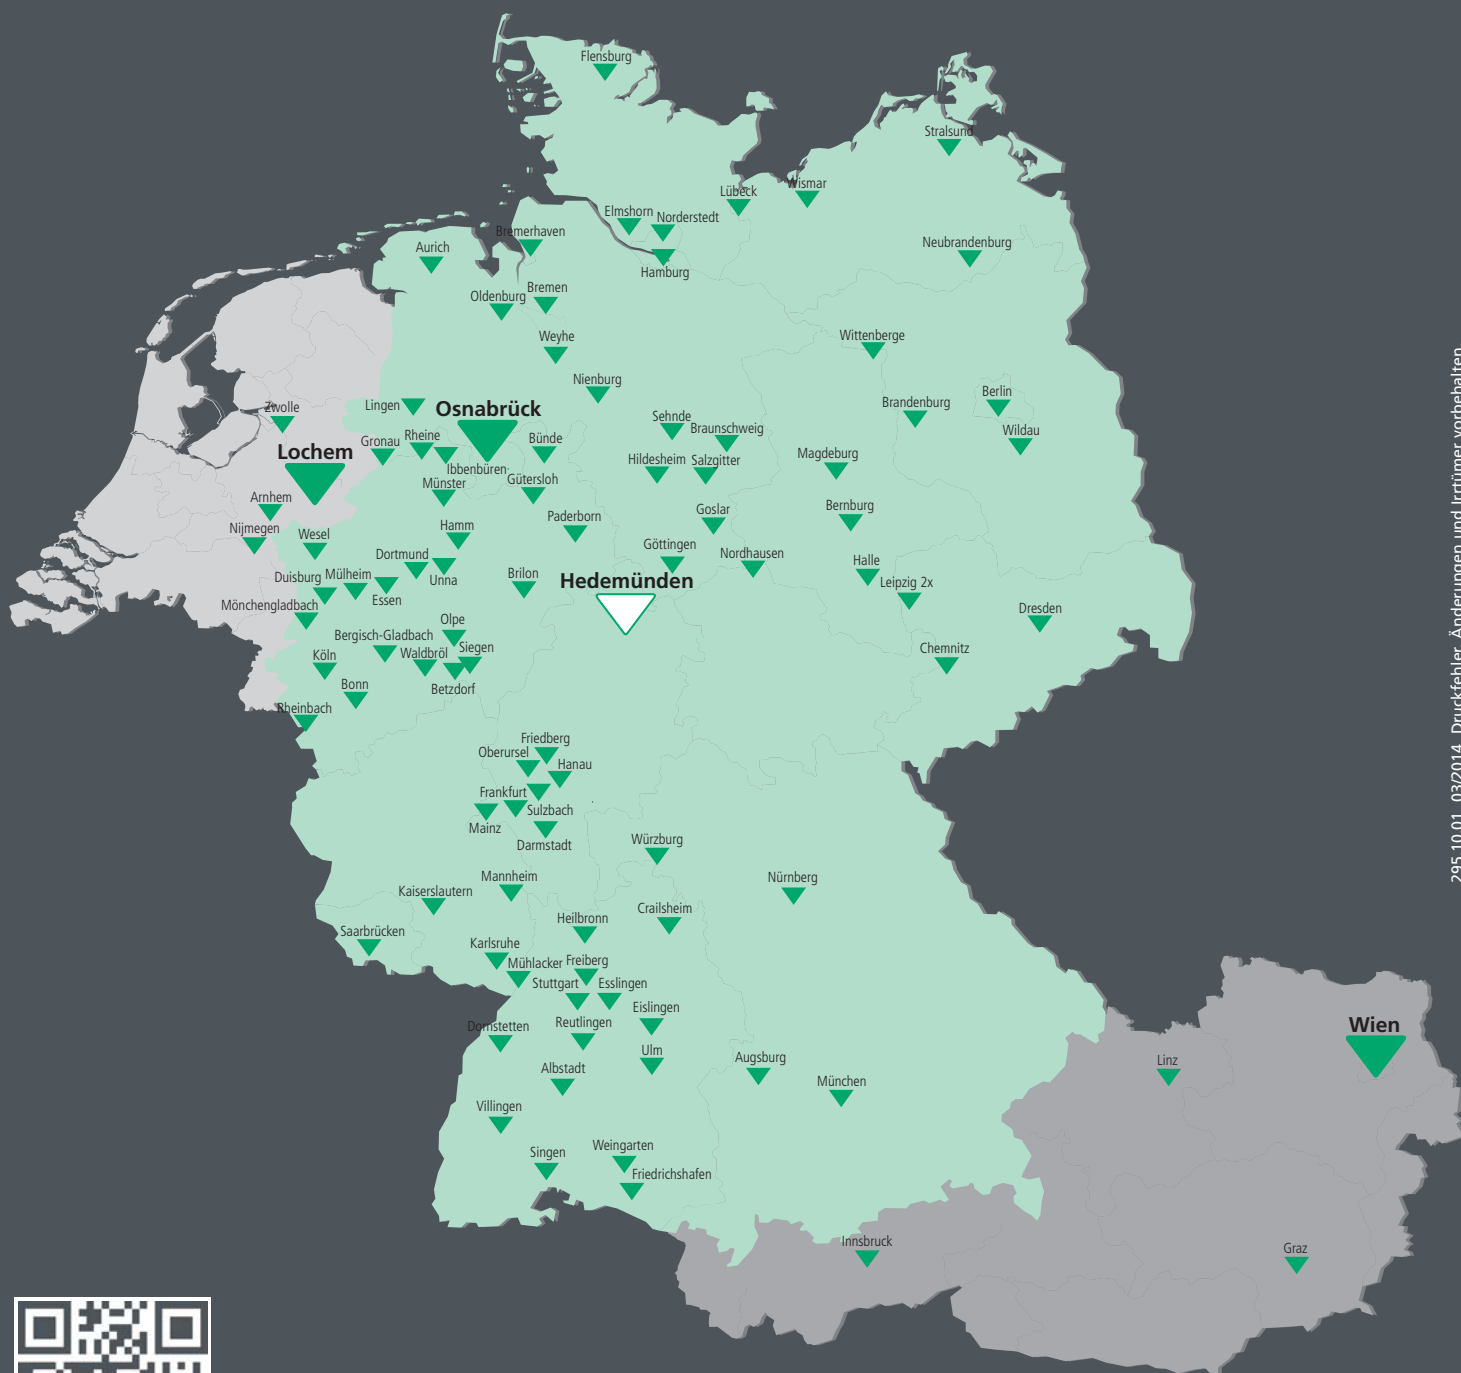 Flensburg
Stralsund
Wismar
Lübeck
Elmshorn
Norderstedt
Hamburg
Bremerhaven
Aurich
Neubrandenburg
Oldenburg
Bremen
Weyhe
Wittenberge
Nienburg
Berlin
Brandenburg
Wildau
Lingen
Osnabrück
Zwolle
Sehnde
Braunschweig
Gronau
Rheine
Bünde
Lochem
Ibbenbüren
Hildesheim
Salzgitter
Magdeburg
Münster
Gütersloh
Arnhem
Bernburg
Goslar
Paderborn
Nijmegen
Wesel
Hamm
Göttingen
Nordhausen
Dortmund
Halle
Unna
Duisburg
Mülheim
Brilon
Hedemünden
Leipzig 2x
Essen
Mönchengladbach
Dresden
Olpe
Bergisch-Gladbach
Waldbröl
Siegen
Köln
Chemnitz
Betzdorf
Bonn
Rheinbach
Friedberg
Oberursel
Hanau
Frankfurt
Sulzbach
Mainz
Darmstadt
Würzburg
Mannheim
Nürnberg
Kaiserslautern
Crailsheim
Heilbronn
Saarbrücken
Karlsruhe
Mühlacker
Freiberg
Stuttgart
Esslingen
Eislingen
Dornstetten
Reutlingen
Wien
Ulm
Augsburg
Linz
Albstadt
München
Villingen
Weingarten
Singen
Friedrichshafen
Innsbruck
Graz
295.10.01 03/2014 Druckfehler, Änderungen und Irrtümer vorbehalten